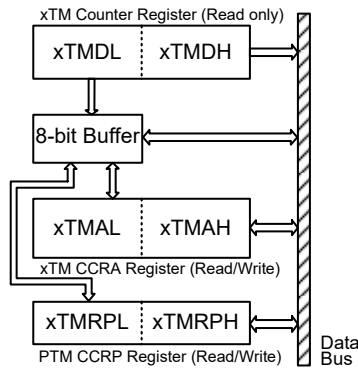 xTM Counter Register (Read only)
xTMDL xTMDH
8-bit Buffer
xTMAL xTMAH
xTM CCRA Register (Read/Write)
xTMRPL xTMRPH
PTM CCRP Register (Read/Write)
Data
Bus